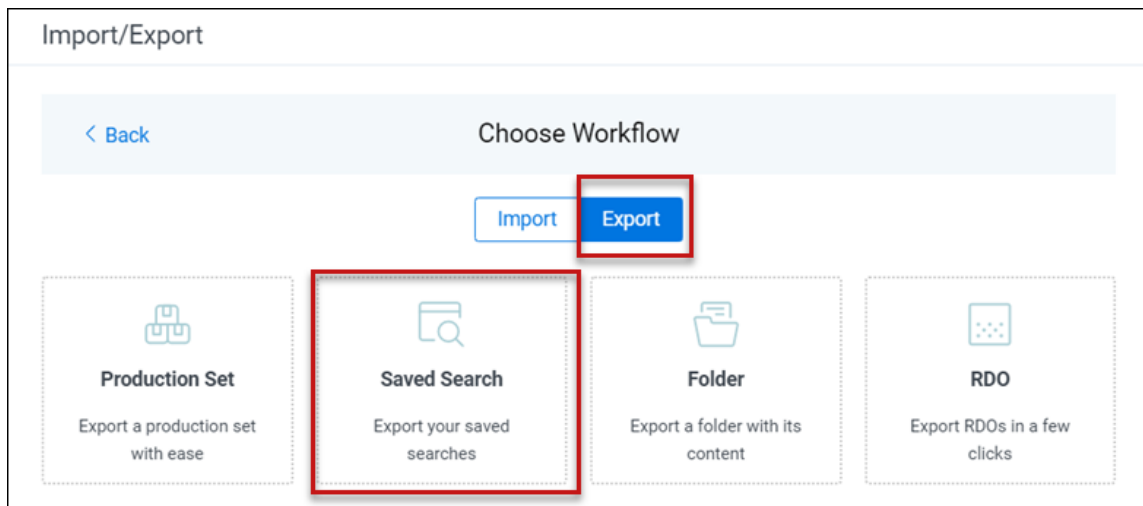 Import/Export
< Back
Choose Workflow
Import
Export
Production Set
Export a production set
with ease
Saved Search
Export your saved
searches
Folder
Export a folder with its
content
RDO
Export RDOs in a few
clicks